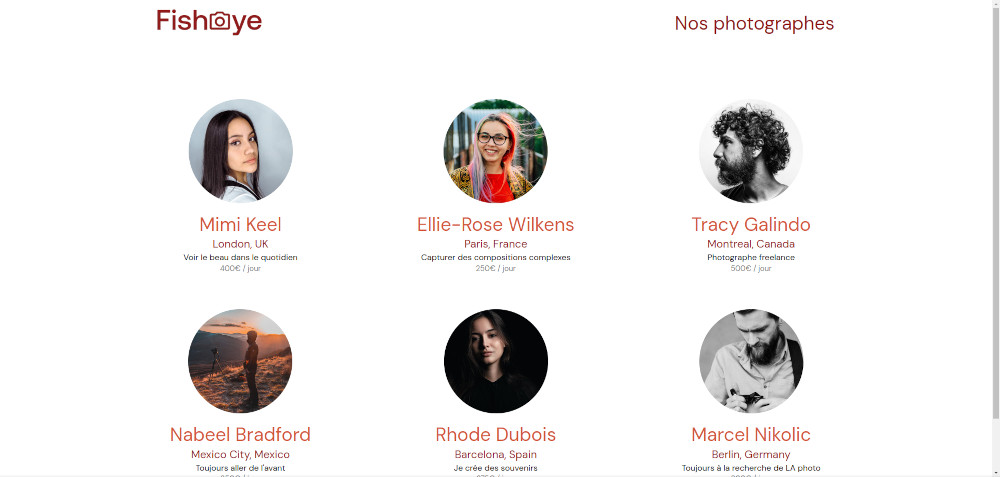 Fisheye
Nos photographes
Mimi Keel
London, UK
Voir le beau dans le quotidien
400€ / jour
Ellie-Rose Wilkens
Paris, France
Capturer des compositions complexes
250€ / jour
Tracy Galindo
Montreal, Canada
Photographe freelance
500€ / jour
Nabeel Bradford
Mexico City, Mexico
Toujours aller de l'avant
Rhode Dubois
Barcelona, Spain
Je crée des souvenirs
Marcel Nikolic
Berlin, Germany
Toujours à la recherche de LA photo